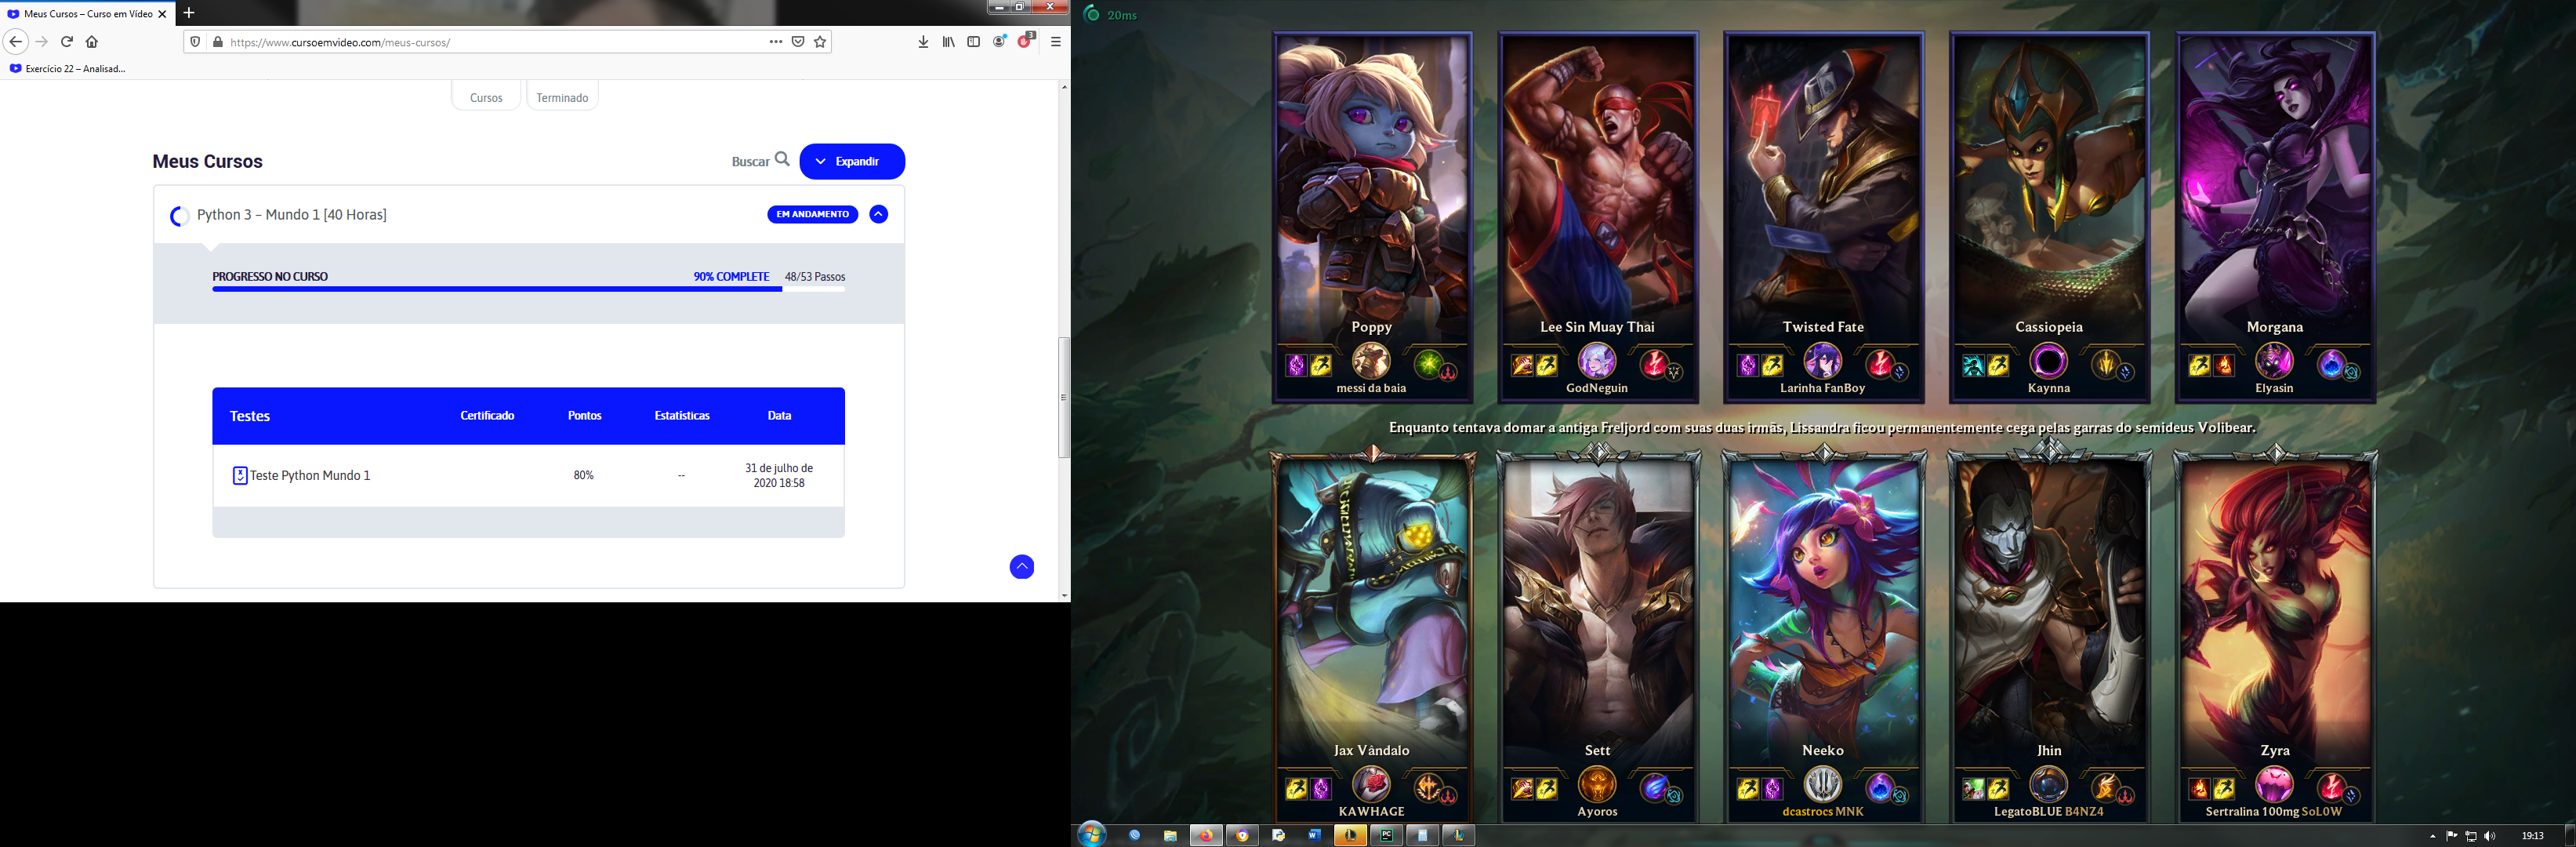 Meus Cursos – Curso em Vídeo
https://www.cursoemvideo.com/meus-cursos/
3
Exercício 22 – Analisad...
Cursos
Terminado
Meus Cursos
Buscar
Expandir
Python 3 – Mundo 1 [40 Horas]
EM ANDAMENTO
PROGRESSO NO CURSO
90% COMPLETE
48/53 Passos
Testes
Certificado
Pontos
Estatísticas
Data
Teste Python Mundo 1
80%
--
31 de julho de
2020 18:58
20ms
Poppy
messi da baia
Lee Sin Muay Thai
GodNeguin
Twisted Fate
Larinha FanBoy
Cassiopeia
Kaynna
Morgana
Elyasin
Enquanto tentava domar a antiga Freljord com suas duas irmãs, Lissandra ficou permanentemente cega pelas garras do semideus Volibear.
Jax Vândalo
KAWHAGE
Sett
Ayoros
Neeko
dcastrocs MNK
Jhin
LegatoBLUE B4NZ4
Zyra
Sertralina 100mg SoL0W
PC
19:13